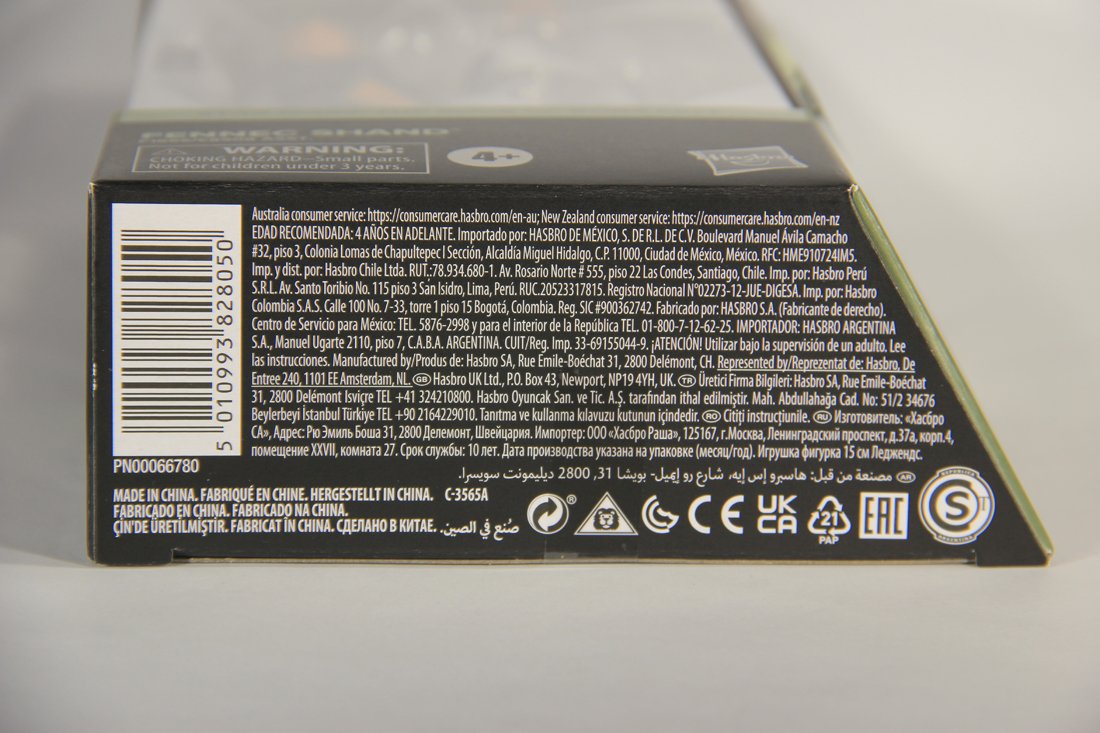 FENNEC SHAND
WARNING:
CHOKING HAZARD—Small parts.
Not for children under 3 years.
4+
Hasbro
Australia consumer service: https://consumercare.hasbro.com/en-au; New Zealand consumer service: https://consumercare.hasbro.com/en-nz
EDAD RECOMENDADA: 4 AÑOS EN ADELANTE. Importado por: HASBRO DE MÉXICO, S. DE R.L. DE C.V. Boulevard Manuel Ávila Camacho
#32, piso 3, Colonia Lomas de Chapultepec I Sección, Alcaldía Miguel Hidalgo, C.P. 11000, Ciudad de México, México. RFC: HME910724IM5.
Imp. y dist. por: Hasbro Chile Ltda. RUT.:78.934.680-1. Av. Rosario Norte # 555, piso 22 Las Condes, Santiago, Chile. Imp. por: Hasbro Perú
S.R.L. Av. Santo Toribio No. 115 piso 3 San Isidro, Lima, Perú. RUC.20523317815. Registro Nacional N°02273-12-JUE-DIGESA. Imp. por: Hasbro
Colombia S.A.S. Calle 100 No. 7-33, torre 1 piso 15 Bogotá, Colombia. Reg. SIC #900362742. Fabricado por: HASBRO S.A. (Fabricante de derecho).
Centro de Servicio para México: TEL. 5876-2998 y para el interior de la República TEL. 01-800-7-12-62-25. IMPORTADOR: HASBRO ARGENTINA
S.A., Manuel Ugarte 2110, piso 7, C.A.B.A. ARGENTINA. CUIT/Reg. Imp. 33-69155044-9. ¡ATENCIÓN! Utilizar bajo la supervisión de un adulto. Lee
las instrucciones. Manufactured by/Produs de: Hasbro SA, Rue Emile-Boéchat 31, 2800 Delémont, CH. Represented by/Reprezentat de: Hasbro, De
Entree 240, 1101 EE Amsterdam, NL. GB Hasbro UK Ltd., P.O. Box 43, Newport, NP19 4YH, UK. TR Üretici Firma Bilgileri: Hasbro SA, Rue Emile-Boéchat
31, 2800 Delémont Isviçre TEL +41 324210800. Hasbro Oyuncak San. ve Tic. A.Ş. tarafından ithal edilmiştir. Mah. Abdullahağa Cad. No: 51/2 34676
Beylerbeyi İstanbul Türkiye TEL +90 2164229010. Tanıtma ve kullanma kılavuzu kutunun içindedir. RO Citiți instrucțiunile. RU Изготовитель: «Хасбро
СА», Адрес: Рю Эмиль Боша 31, 2800 Делемонт, Швейцария. Импортер: ООО «Хасбро Раша», 125167, г.Москва, Ленинградский проспект, д.37а, корп.4,
помещение XXVII, комната 27. Срок службы: 10 лет. Дата производства указана на упаковке (месяц/год). Игрушка фигурка 15 см Леджендс.
AR مصنعة من قبل: هاسبرو إس إيه، شارع رو إميل- بويشا 31, 2800 ديليمونت سويسرا.
5 010993 828050
PN00066780
MADE IN CHINA. FABRIQUÉ EN CHINE. HERGESTELLT IN CHINA. C-3565A
FABRICADO EN CHINA. FABRICADO NA CHINA.
ÇİN'DE ÜRETİLMİŞTİR. FABRICAT ÎN CHINA. СДЕЛАНО В КИТАЕ. صُنع في الصين.
®
CE
UK
CA
21
PAP
EAC
REPUBLICA
S
ARGENTINA